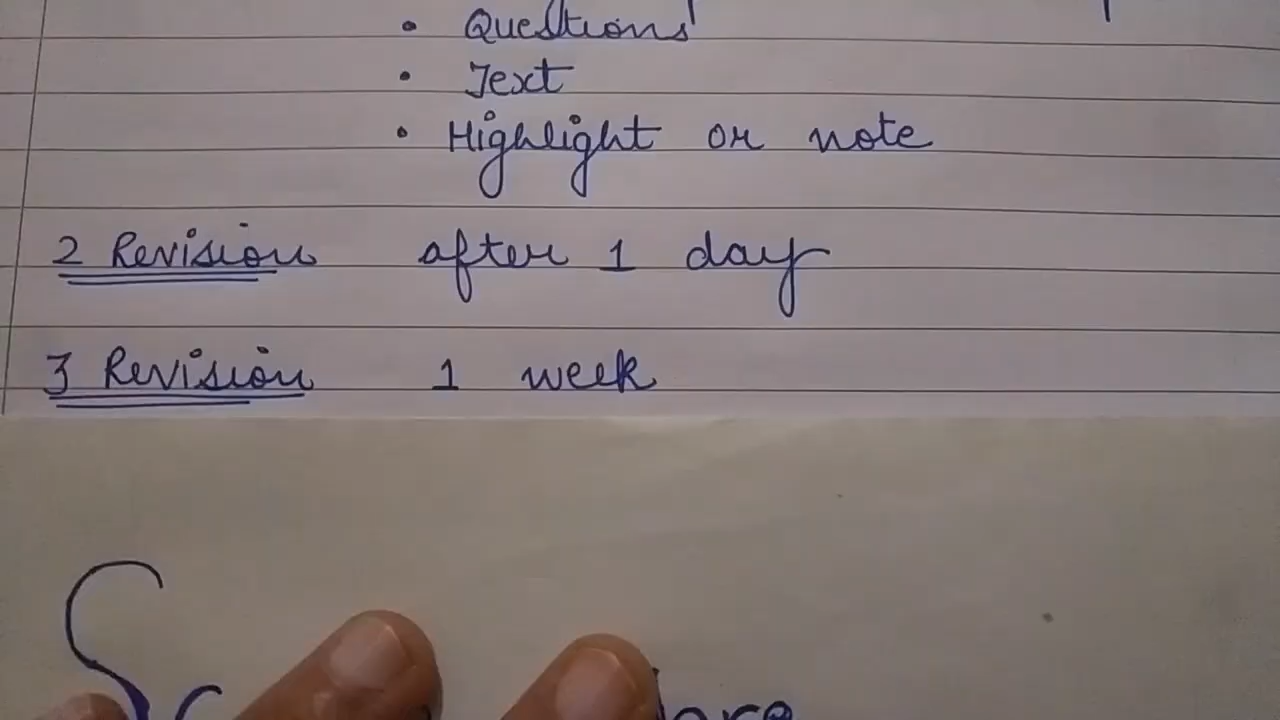 • Questions
• Text
• Highlight or note
2 Revision after 1 day
3 Revision 1 week